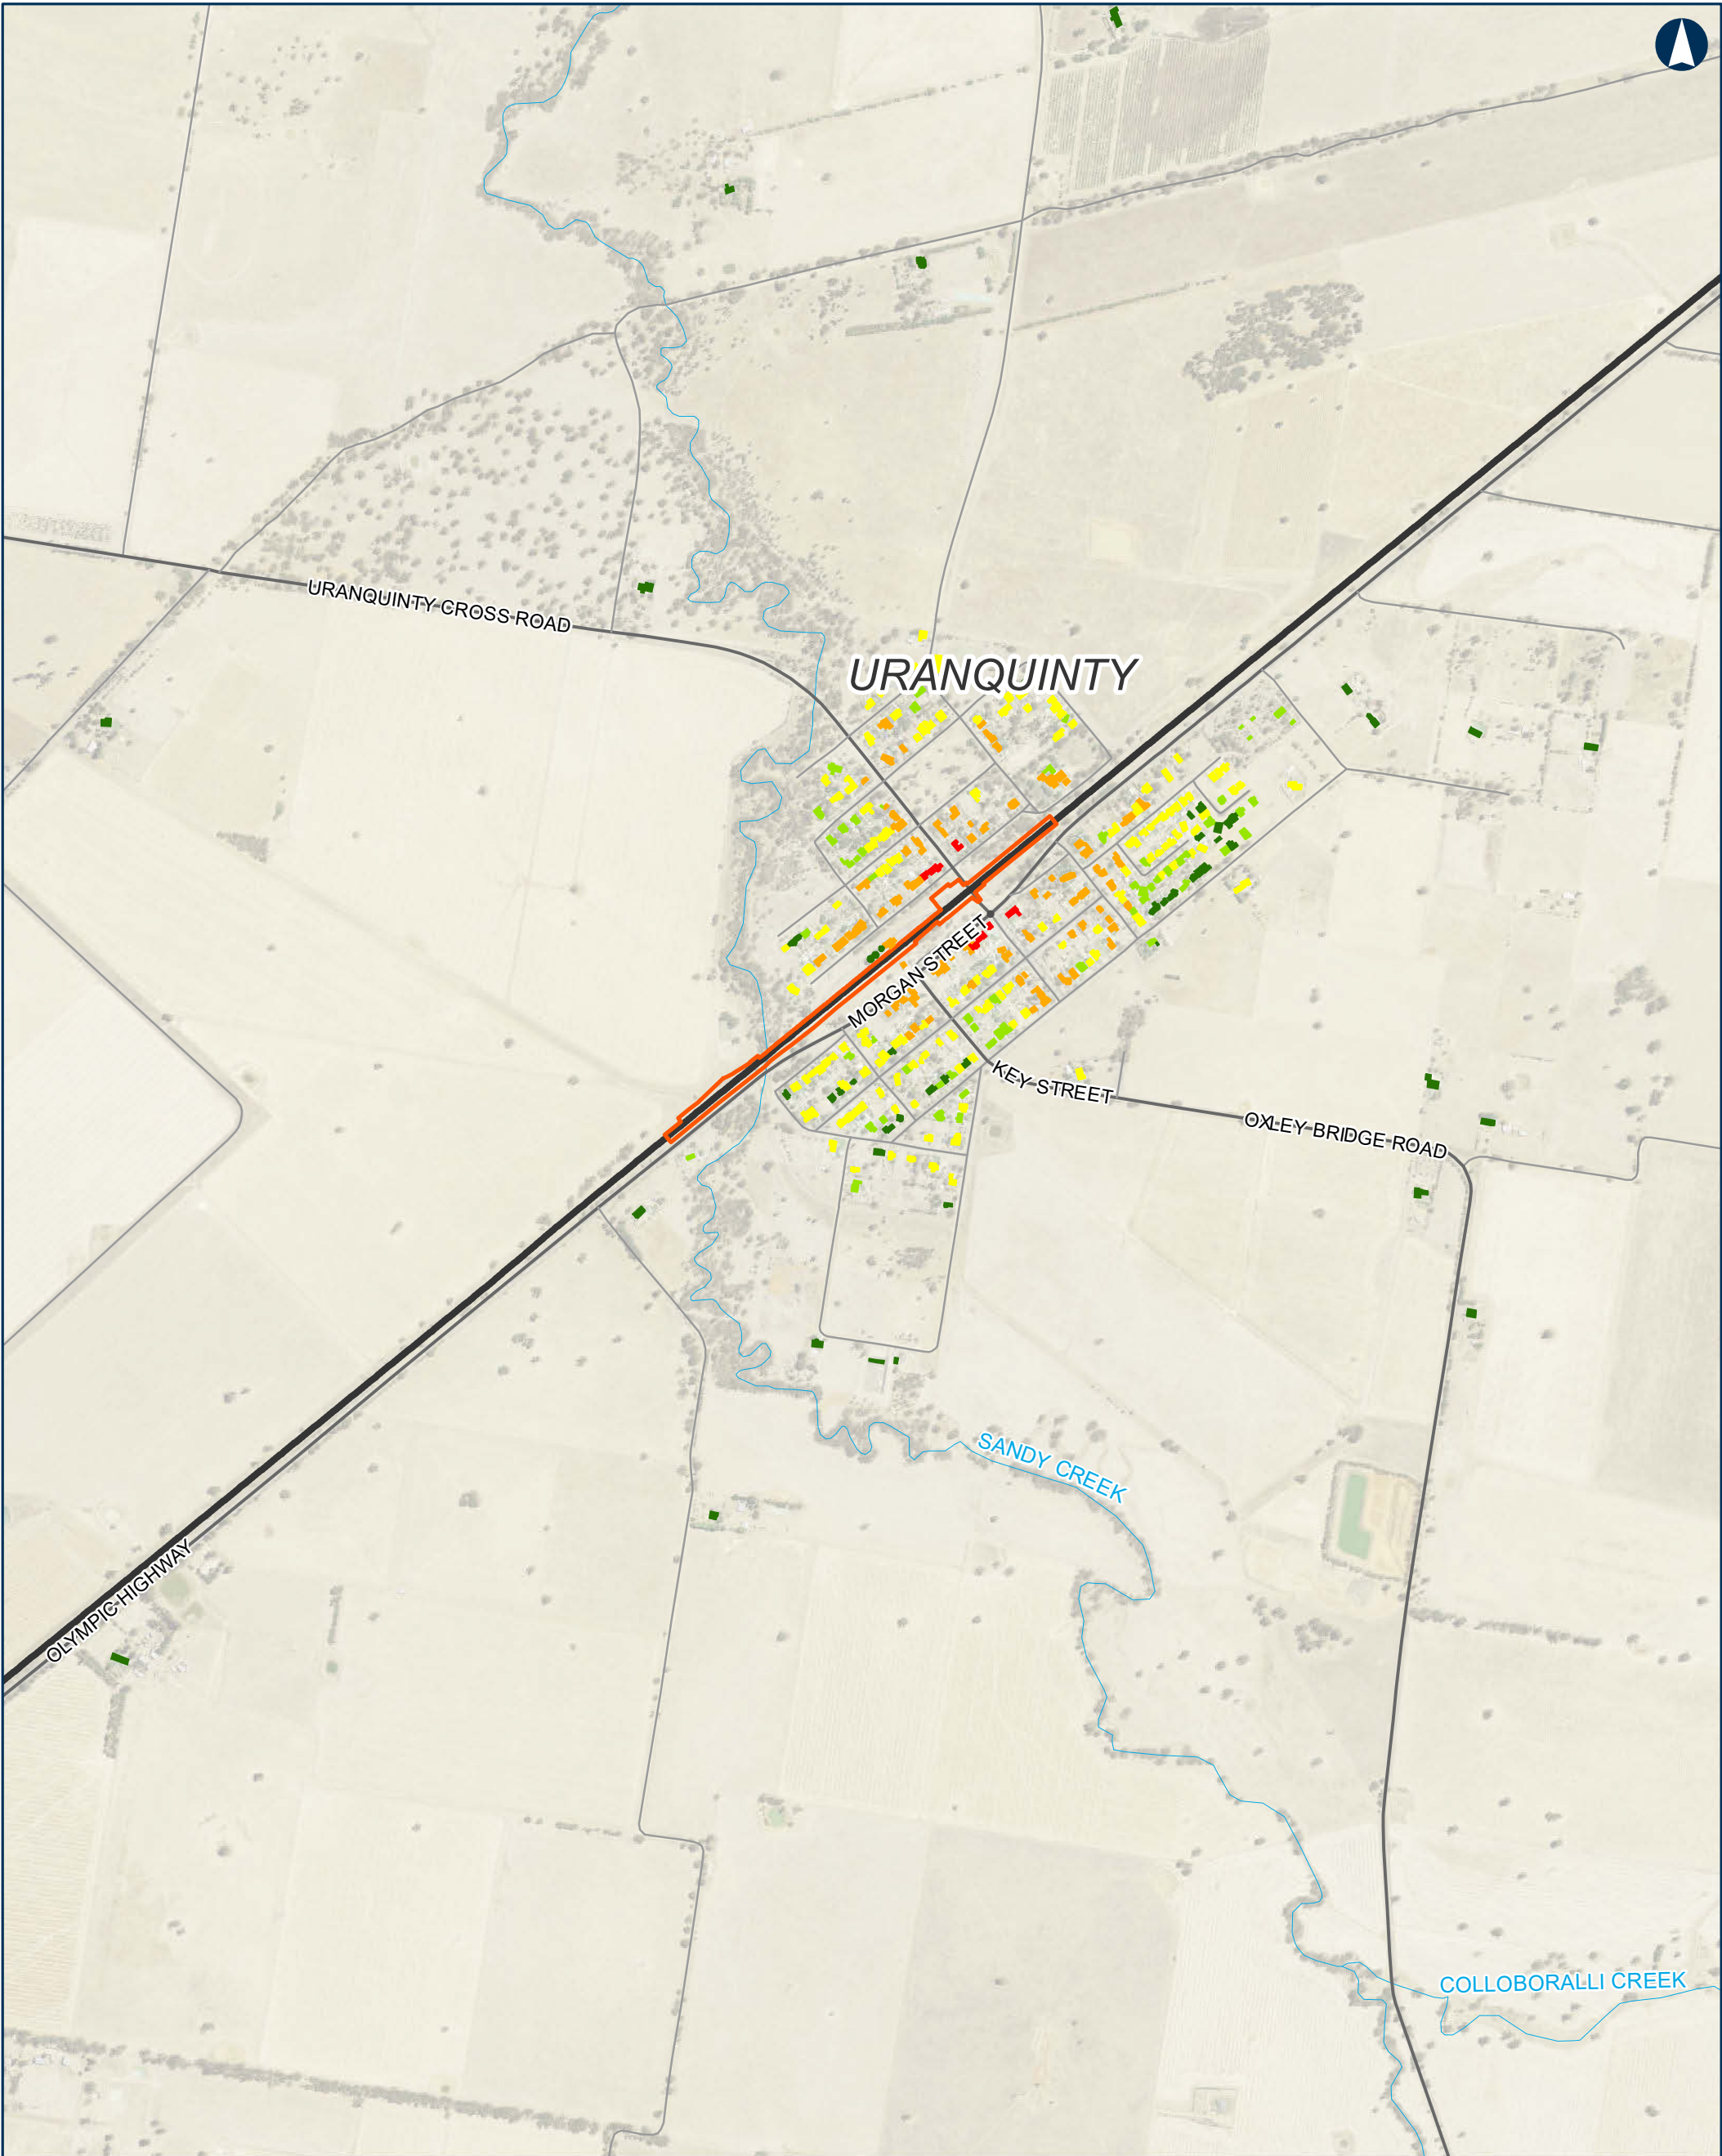 URANQUINTY CROSS ROAD
URANQUINTY
MORGAN STREET
KEY STREET
OXLEY BRIDGE ROAD
SANDY CREEK
OLYMPIC HIGHWAY
COLLOBORALLI CREEK